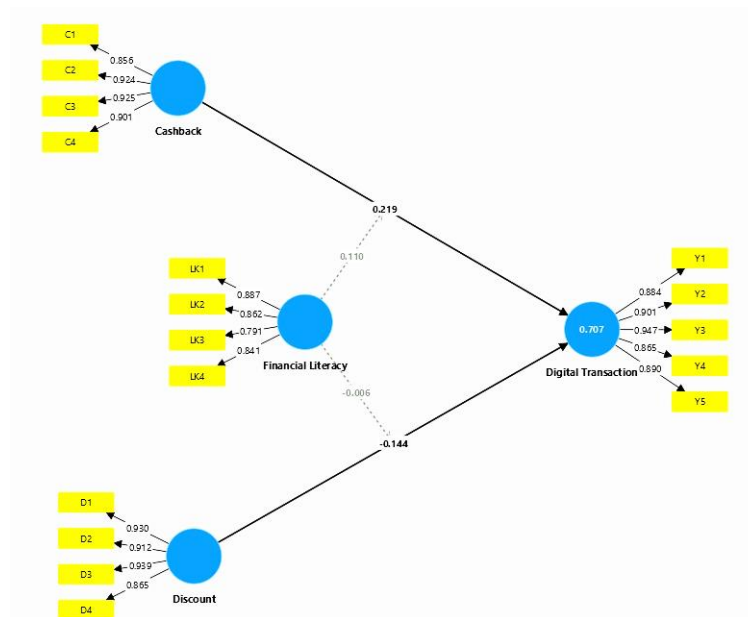 C1
C2
C3
C4
0.856
0.924
0.925
0.901
Cashback
0.219
0.110
LK1
LK2
LK3
LK4
0.887
0.862
0.791
0.841
Financial Literacy
-0.006
-0.144
0.707
Digital Transaction
0.884
0.901
0.947
0.865
0.890
Y1
Y2
Y3
Y4
Y5
D1
D2
D3
D4
0.930
0.912
0.939
0.865
Discount